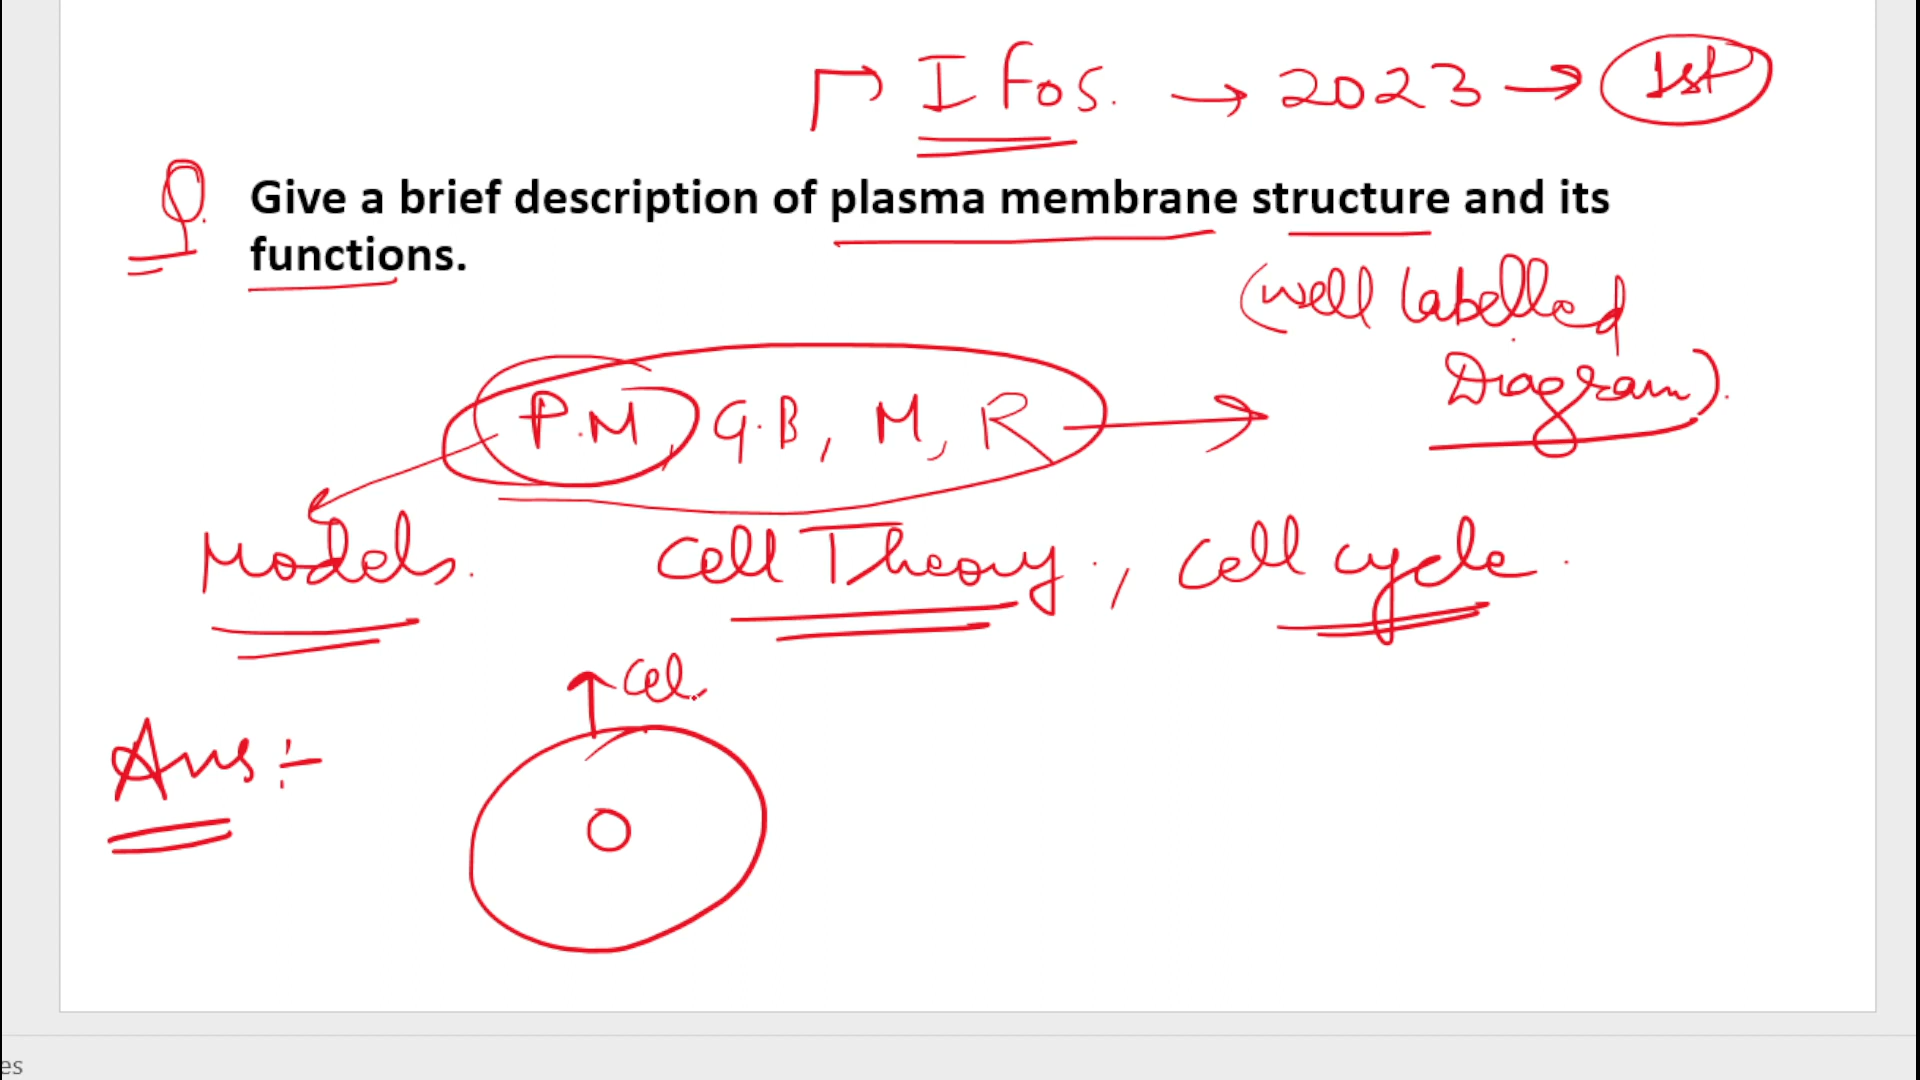 I Fos. → 2023 → 1st
Q. Give a brief description of plasma membrane structure and its
functions.
(well labelled
Diagram).
P.M, G.B, M, R →
Models. Cell Theory, Cell cycle.
Cel.
Ans :-
es